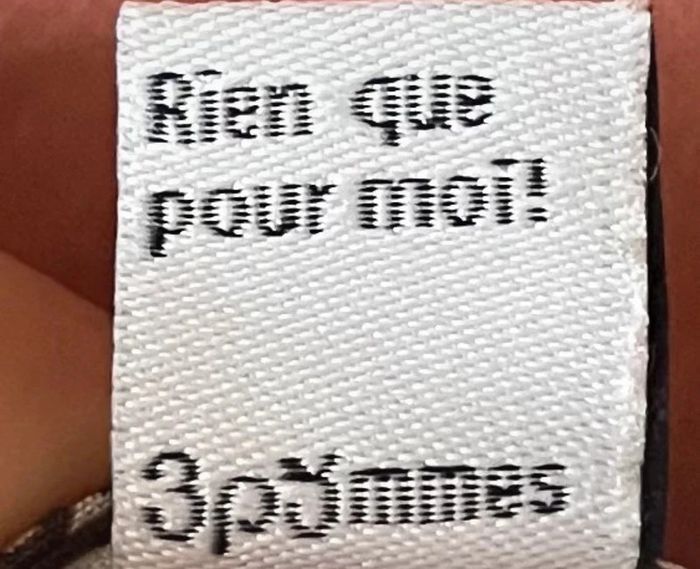 Rien que
pour moi!
3pommes